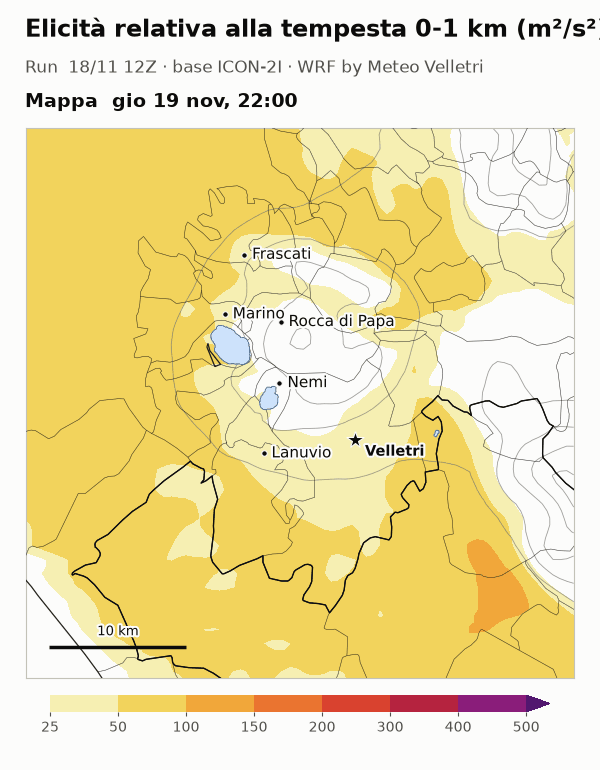 Elicità relativa alla tempesta 0-1 km (m²/s²)
Run  18/11 12Z · base ICON-2I · WRF by Meteo Velletri
Mappa  gio 19 nov, 22:00
Frascati
Marino
Rocca di Papa
Nemi
Lanuvio
Velletri
10 km
25 50 100 150 200 300 400 500